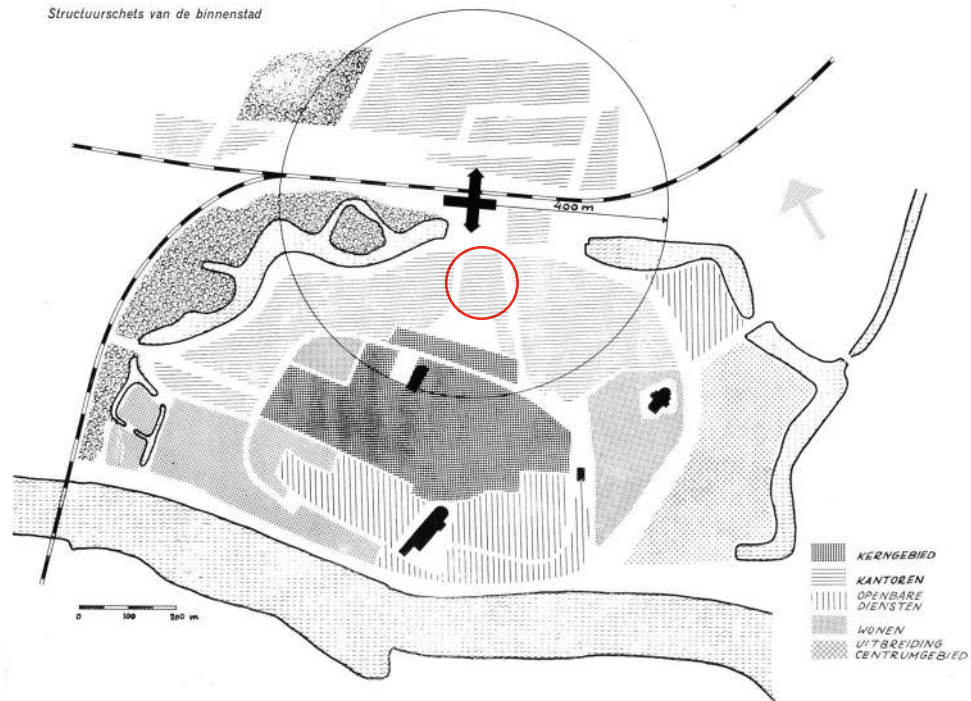 Structuurschets van de binnenstad
400 m
0 100 200 m
KERNGEBIED
KANTOREN
OPENBARE
DIENSTEN
WONEN
UITBREIDING
CENTRUMGEBIED